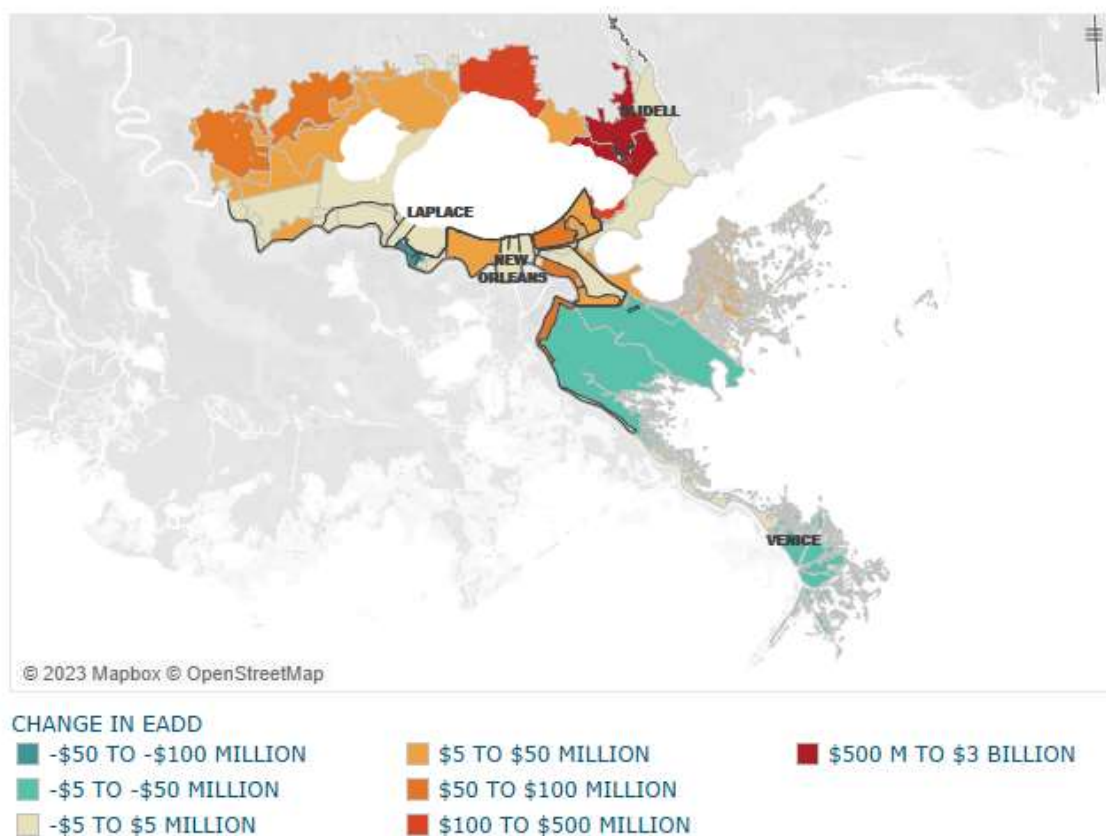 SLIDELL
LAPLACE
NEW
ORLEANS
VENICE
© 2023 Mapbox © OpenStreetMap
CHANGE IN EADD
-$50 TO -$100 MILLION
-$5 TO -$50 MILLION
-$5 TO $5 MILLION
$5 TO $50 MILLION
$50 TO $100 MILLION
$100 TO $500 MILLION
$500 M TO $3 BILLION